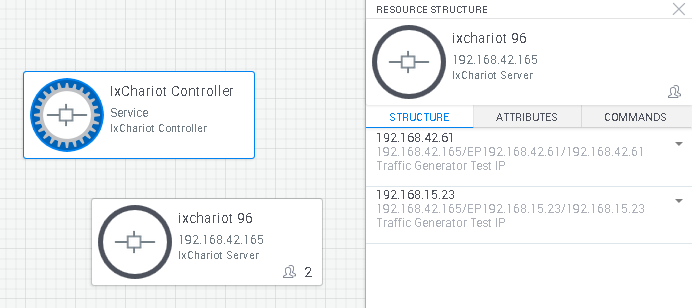 IxChariot Controller
Service
IxChariot Controller
ixchariot 96
192.168.42.165
IxChariot Server
2
RESOURCE STRUCTURE
ixchariot 96
192.168.42.165
IxChariot Server
STRUCTURE ATTRIBUTES COMMANDS
192.168.42.61
192.168.42.165/EP192.168.42.61/192.168.42.61
Traffic Generator Test IP
192.168.15.23
192.168.42.165/EP192.168.15.23/192.168.15.23
Traffic Generator Test IP